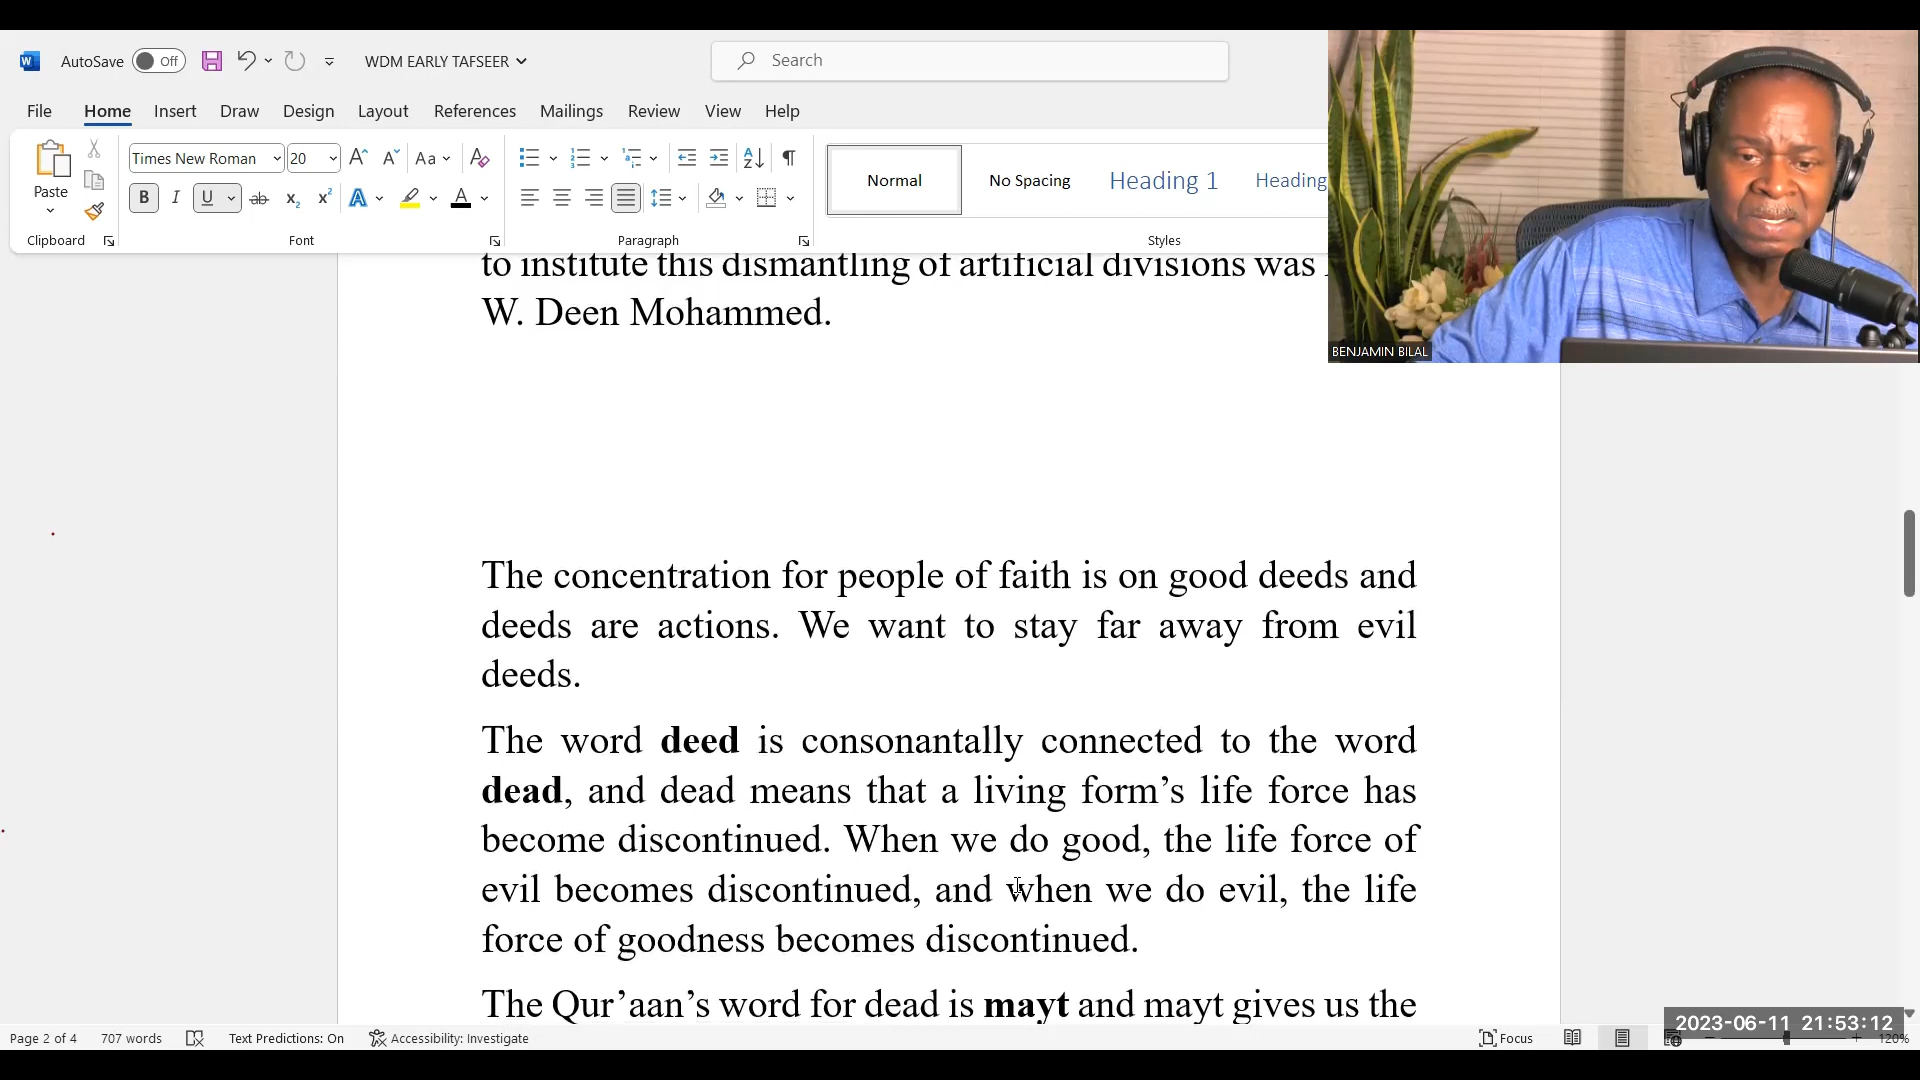 AutoSave Off WDM EARLY TAFSEER Search
File Home Insert Draw Design Layout References Mailings Review View Help
Paste
Times New Roman 20 Aa
B I U ab x2 x2 A A
Normal No Spacing Heading 1 Heading
Clipboard Font Paragraph Styles
BENJAMIN BILAL
to institute this dismantling of artificial divisions was
W. Deen Mohammed.
The concentration for people of faith is on good deeds and
deeds are actions. We want to stay far away from evil
deeds.
The word deed is consonantally connected to the word
dead, and dead means that a living form’s life force has
become discontinued. When we do good, the life force of
evil becomes discontinued, and when we do evil, the life
force of goodness becomes discontinued.
The Qur’aan’s word for dead is mayt and mayt gives us the
2023-06-11 21:53:12
Page 2 of 4 707 words Text Predictions: On Accessibility: Investigate Focus 120%